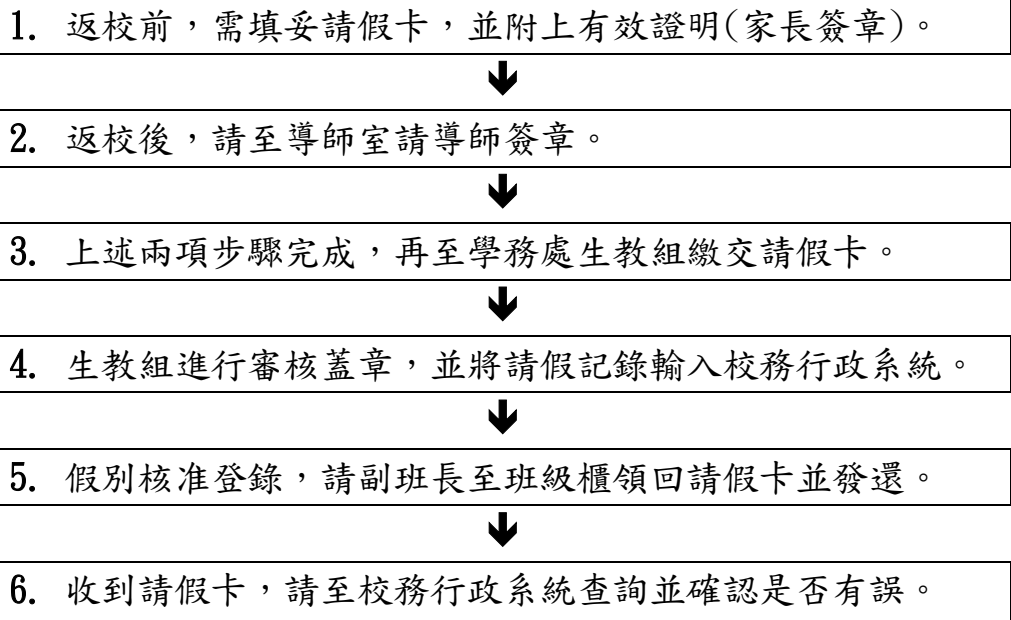 1. 返校前，需填妥請假卡，並附上有效證明(家長簽章)。
2. 返校後，請至導師室請導師簽章。
3. 上述兩項步驟完成，再至學務處生教組繳交請假卡。
4. 生教組進行審核蓋章，並將請假記錄輸入校務行政系統。
5. 假別核准登錄，請副班長至班級櫃領回請假卡並發還。
6. 收到請假卡，請至校務行政系統查詢並確認是否有誤。